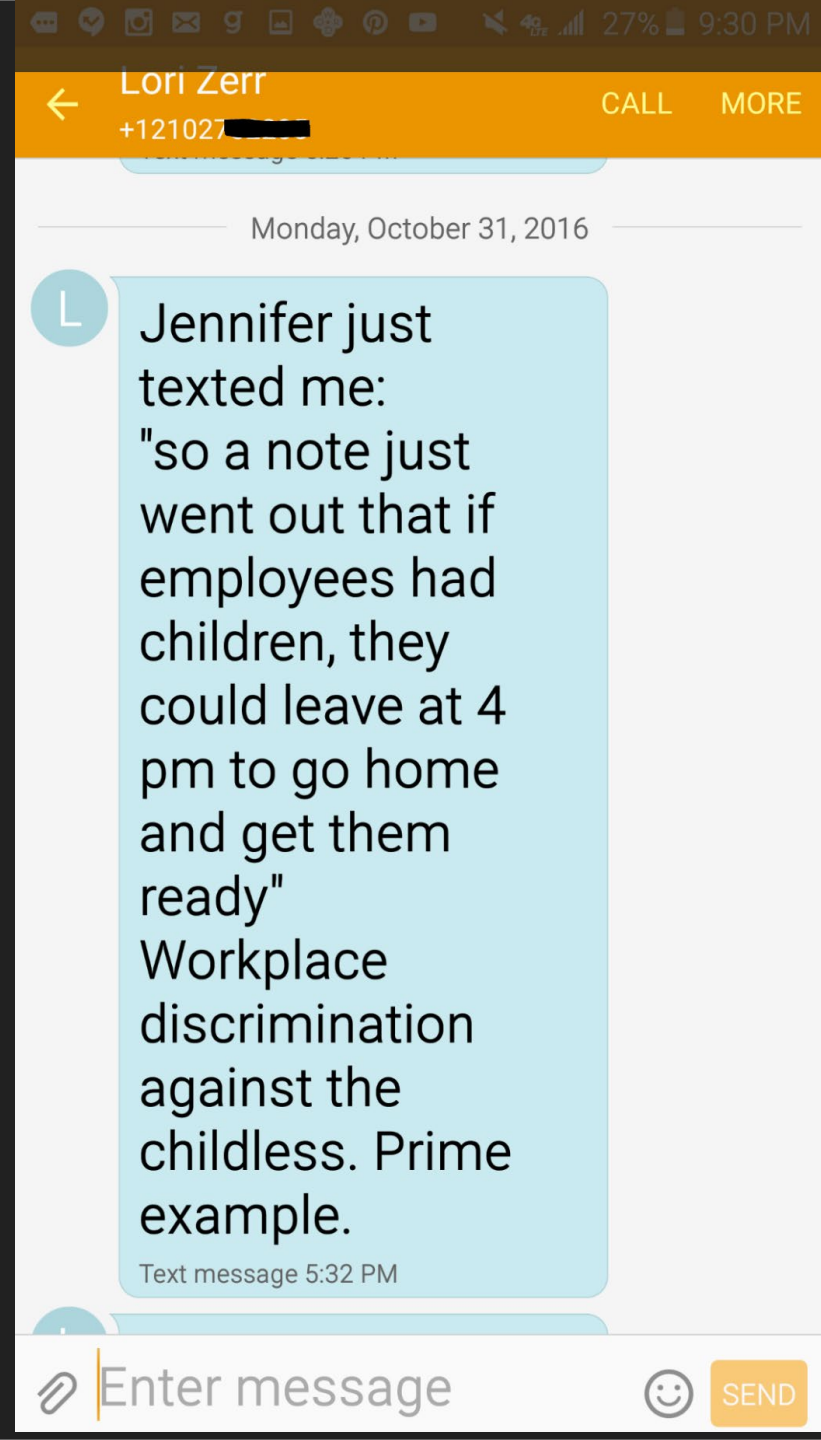 27% 9:30 PM
Lori Zerr
CALL MORE
+121027
Monday, October 31, 2016
L
Jennifer just
texted me:
"so a note just
went out that if
employees had
children, they
could leave at 4
pm to go home
and get them
ready"
Workplace
discrimination
against the
childless. Prime
example.
Text message 5:32 PM
Enter message
SEND